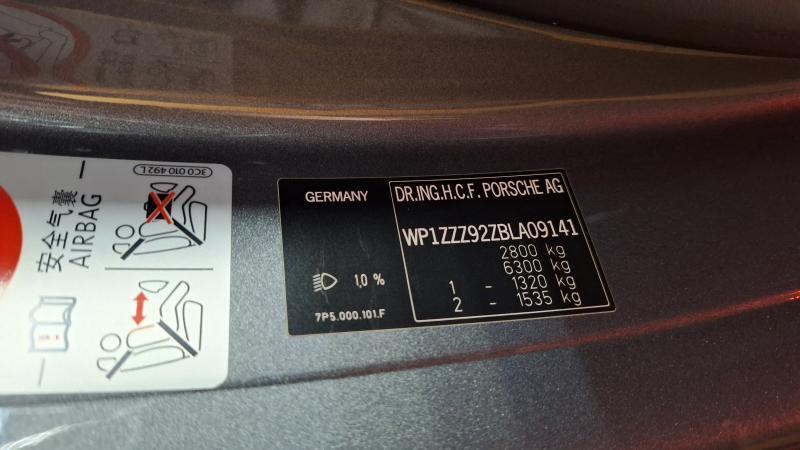 3C0 010 492 L
安全气囊
AIRBAG
GERMANY
1,0 %
7P5.000.101.F
DR.ING.H.C.F. PORSCHE AG
WP1ZZZ92ZBLA09141
2800 kg
6300 kg
1 - 1320 kg
2 - 1535 kg